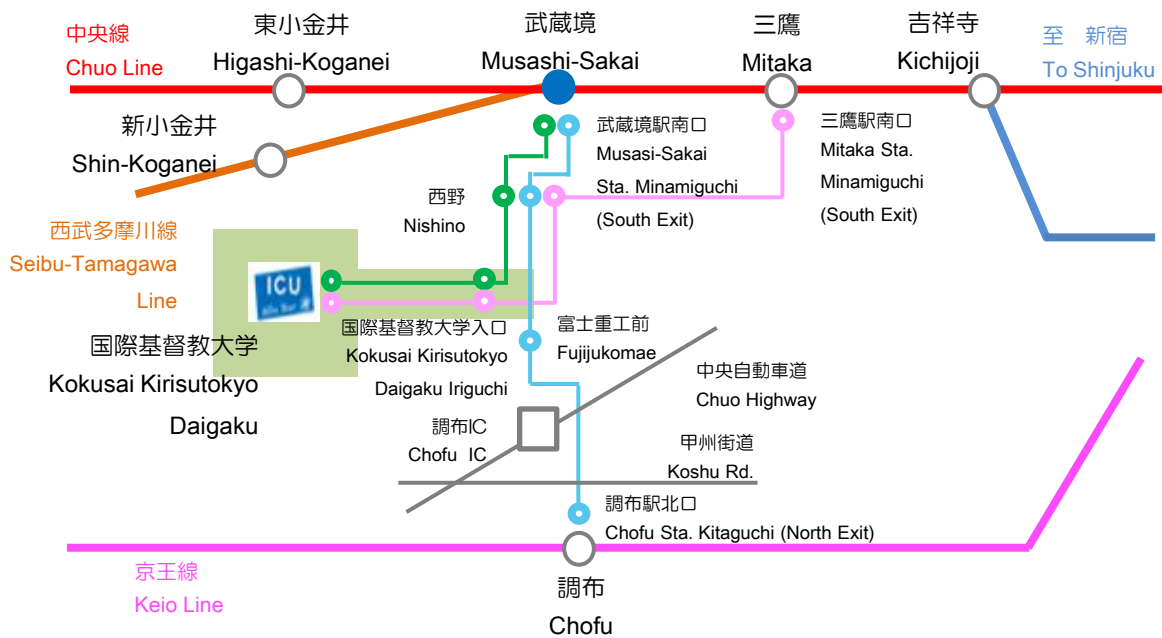 中央線
Chuo Line
東小金井
Higashi-Koganei
武蔵境
Musashi-Sakai
三鷹
Mitaka
吉祥寺
Kichijoji
至 新宿
To Shinjuku
新小金井
Shin-Koganei
武蔵境駅南口
Musasi-Sakai
Sta. Minamiguchi
(South Exit)
三鷹駅南口
Mitaka Sta.
Minamiguchi
(South Exit)
西野
Nishino
西武多摩川線
Seibu-Tamagawa
Line
ICU
国際基督教大学
Kokusai Kirisutokyo
Daigaku
国際基督教大学入口
Kokusai Kirisutokyo
Daigaku Iriguchi
富士重工前
Fujijukomae
中央自動車道
Chuo Highway
調布IC
Chofu IC
甲州街道
Koshu Rd.
調布駅北口
Chofu Sta. Kitaguchi (North Exit)
京王線
Keio Line
調布
Chofu